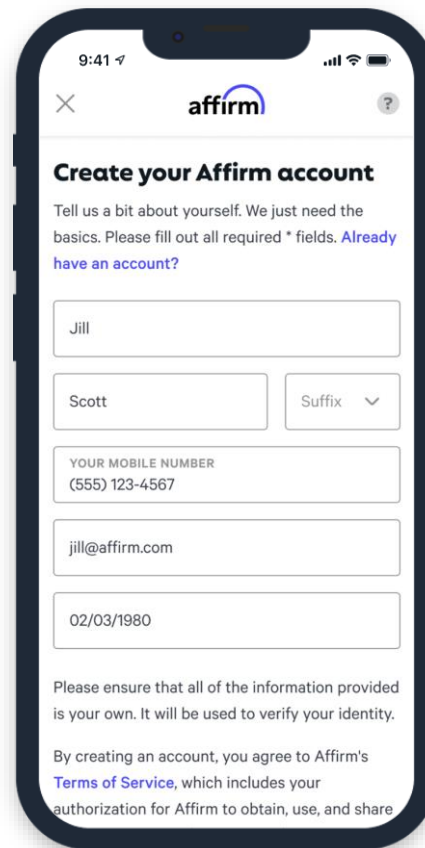 9:41
affirm
?
Create your Affirm account
Tell us a bit about yourself. We just need the
basics. Please fill out all required * fields. Already
have an account?
Jill
Scott
Suffix
YOUR MOBILE NUMBER
(555) 123-4567
jill@affirm.com
02/03/1980
Please ensure that all of the information provided
is your own. It will be used to verify your identity.
By creating an account, you agree to Affirm's
Terms of Service, which includes your
authorization for Affirm to obtain, use, and share